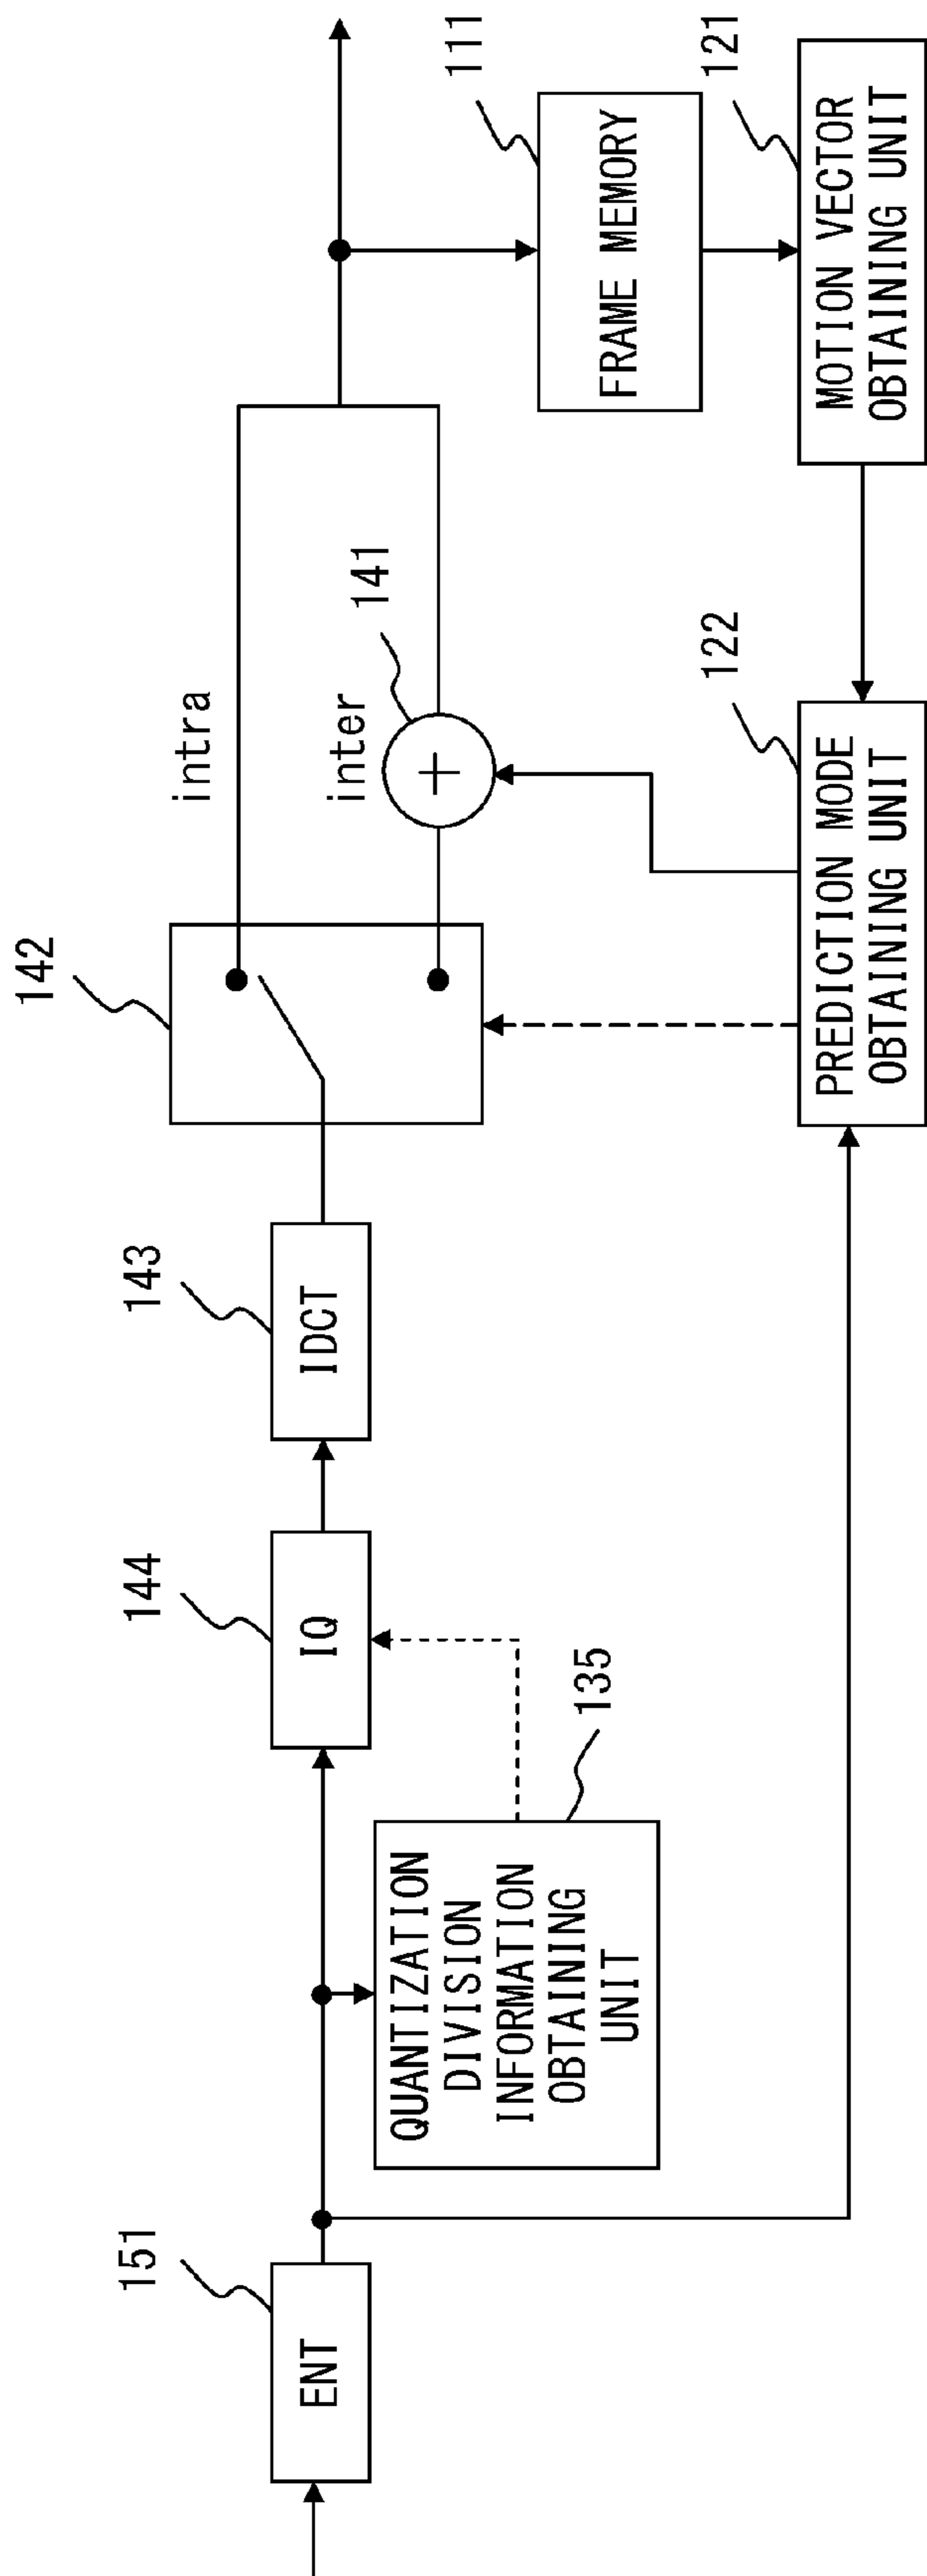 151
ENT
QUANTIZATION
DIVISION
INFORMATION
OBTAINING
UNIT
135
144
IQ
143
IDCT
142
intra
inter
141
111
FRAME MEMORY
122
PREDICTION MODE
OBTAINING UNIT
121
MOTION VECTOR
OBTAINING UNIT